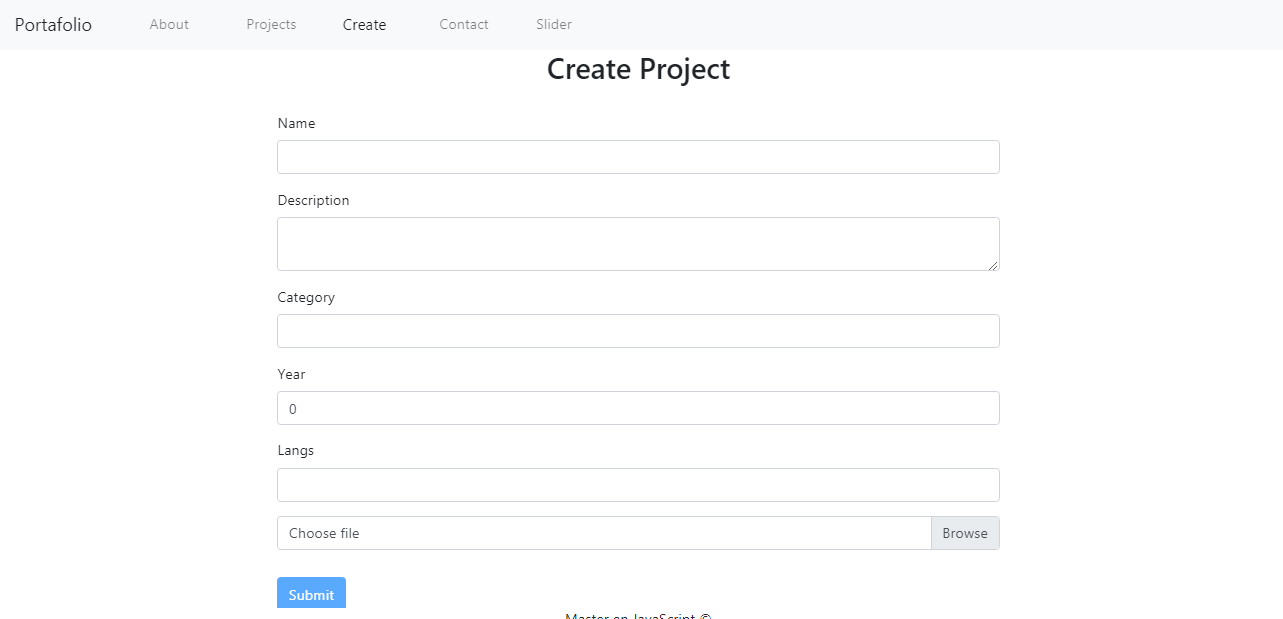 Portafolio About Projects Create Contact Slider
Create Project
Name
Description
Category
Year
0
Langs
Choose file Browse
Submit
Master en JavaScript ©